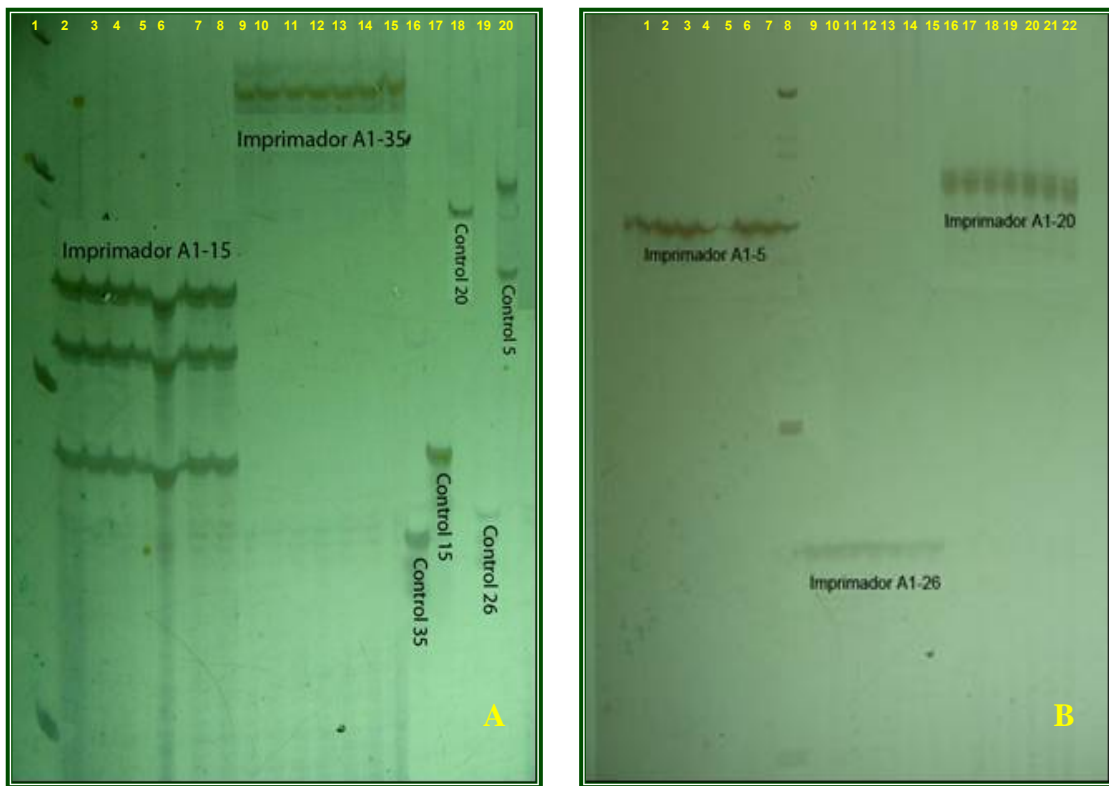 1 2 3 4 5 6 7 8 9 10 11 12 13 14 15 16 17 18 19 20
Imprimador A1-35
Imprimador A1-15
Control 20
Control 5
Control 15
Control 26
Control 35
A
1 2 3 4 5 6 7 8 9 10 11 12 13 14 15 16 17 18 19 20 21 22
Imprimador A1-20
Imprimador A1-5
Imprimador A1-26
B